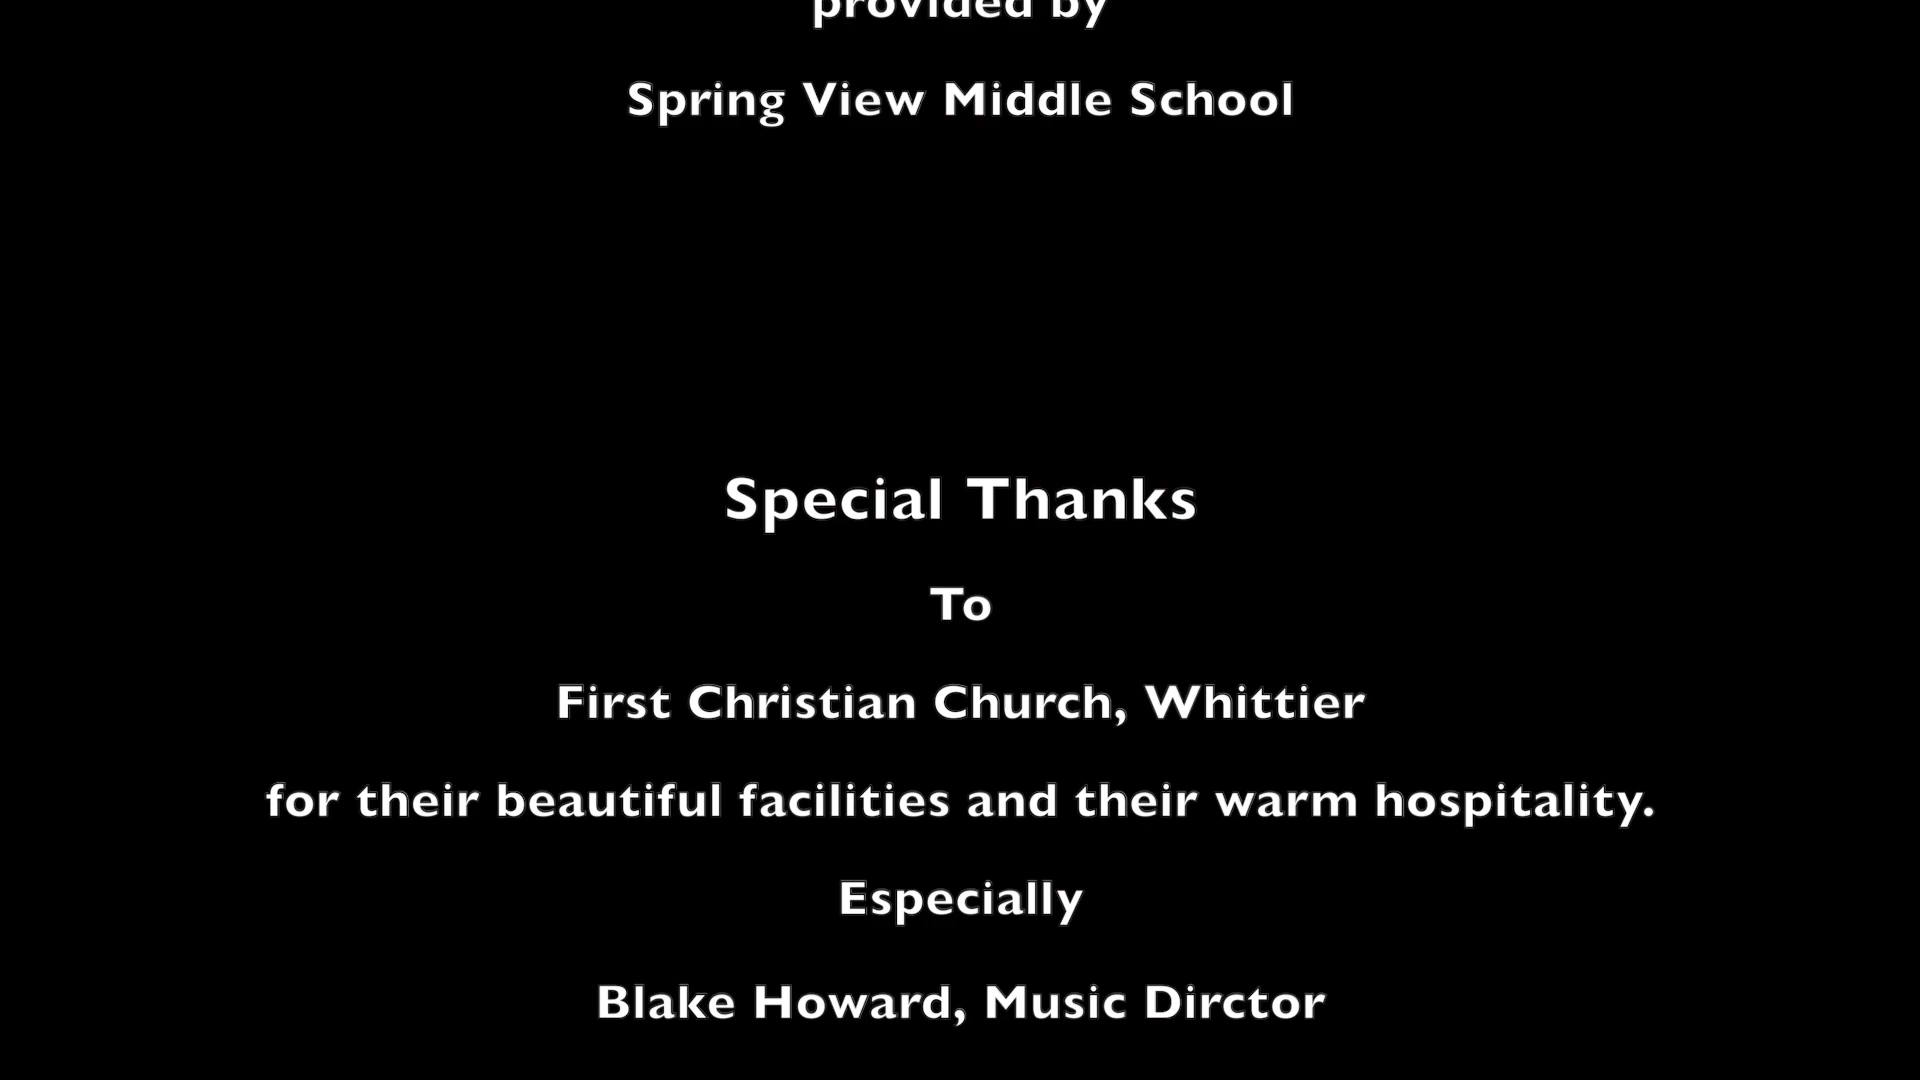 provided by
Spring View Middle School
Special Thanks
To
First Christian Church, Whittier
for their beautiful facilities and their warm hospitality.
Especially
Blake Howard, Music Dirctor